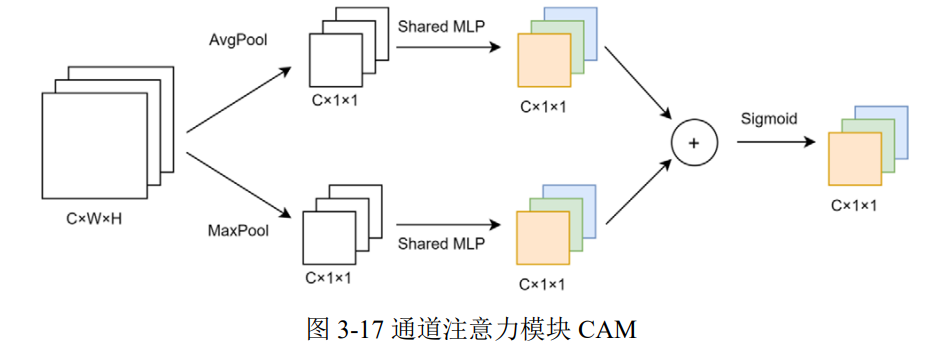 AvgPool
Shared MLP
C×1×1
C×1×1
C×W×H
+
Sigmoid
C×1×1
MaxPool
Shared MLP
C×1×1
C×1×1
图 3-17 通道注意力模块 CAM